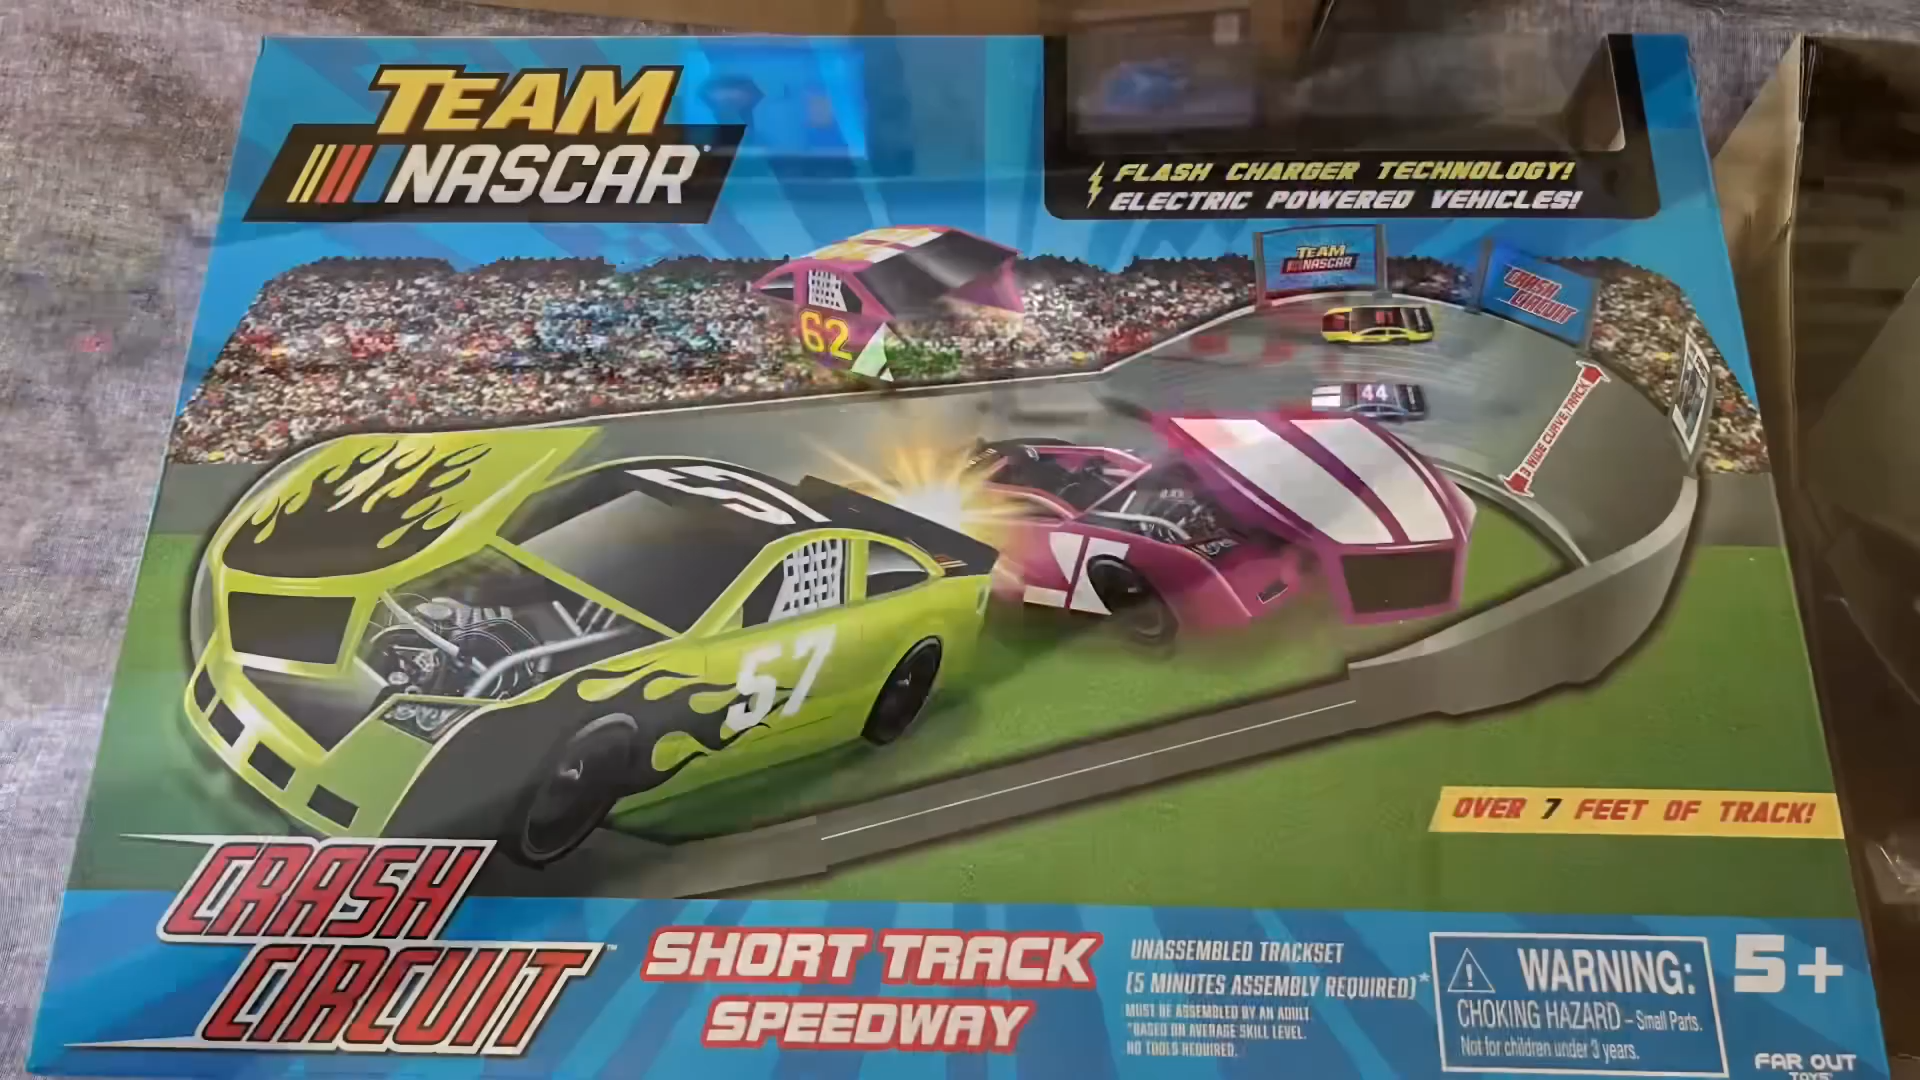 TEAM
NASCAR
FLASH CHARGER TECHNOLOGY!
ELECTRIC POWERED VEHICLES!
TEAM
NASCAR
CRASH
CIRCUIT
62
44
3 WIDE CURVE TRACK
57
57
OVER 7 FEET OF TRACK!
CRASH
CIRCUIT™
SHORT TRACK
SPEEDWAY
UNASSEMBLED TRACKSET
(5 MINUTES ASSEMBLY REQUIRED)*
MUST BE ASSEMBLED BY AN ADULT
*BASED ON AVERAGE SKILL LEVEL.
NO TOOLS REQUIRED.
WARNING:
CHOKING HAZARD – Small Parts.
Not for children under 3 years.
5+
FAR OUT
TOYS